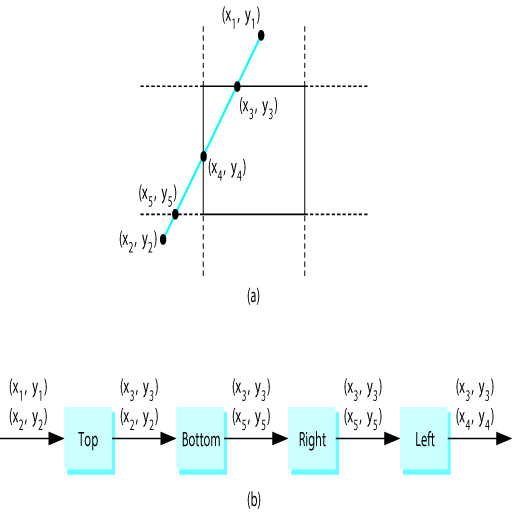 (x1, y1)
(x3, y3)
(x4, y4)
(x5, y5)
(x2, y2)
(a)
(x1, y1) (x3, y3) (x3, y3) (x3, y3) (x3, y3)
(x2, y2) (x2, y2) (x5, y5) (x5, y5) (x4, y4)
Top Bottom Right Left
(b)